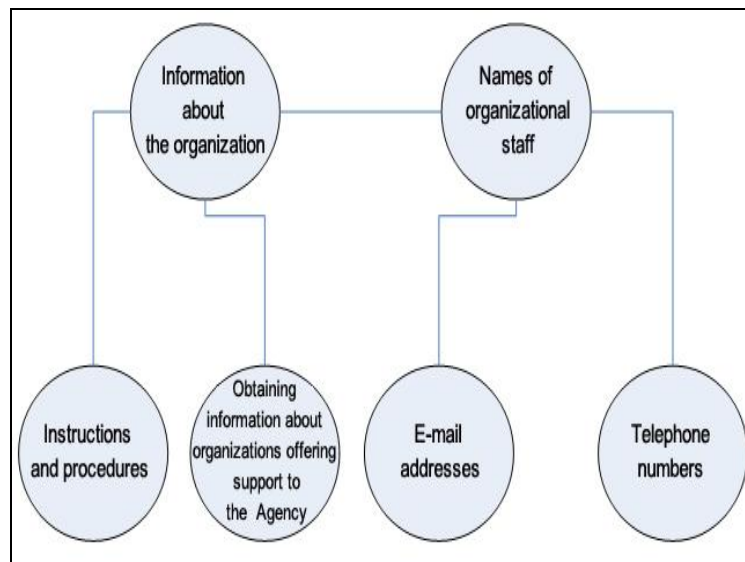 Information
about
the organization
Names of
organizational
staff
Instructions
and procedures
Obtaining
information about
organizations offering
support to
the Agency
E-mail
addresses
Telephone
numbers